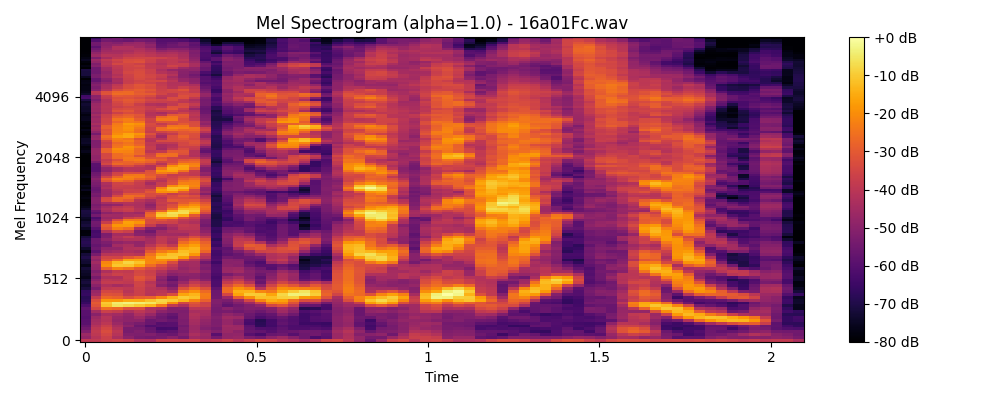 Mel Spectrogram (alpha=1.0) - 16a01Fc.wav
+0 dB
-10 dB
-20 dB
-30 dB
-40 dB
-50 dB
-60 dB
-70 dB
-80 dB
Mel Frequency
4096
2048
1024
512
0
0
0.5
1
1.5
2
Time